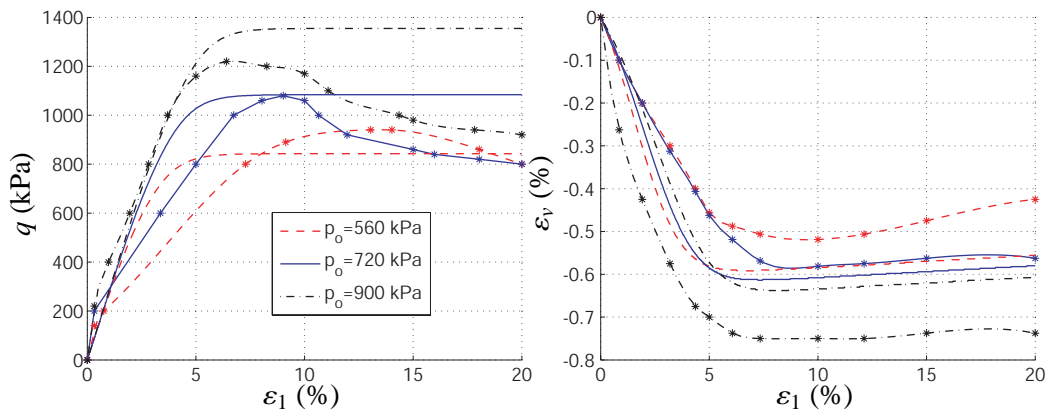 1400
1200
1000
800
600
400
200
0
0 5 10 15 20
q (kPa)
ε1 (%)
po=560 kPa
po=720 kPa
po=900 kPa
0
-0.1
-0.2
-0.3
-0.4
-0.5
-0.6
-0.7
-0.8
0 5 10 15 20
εv (%)
ε1 (%)